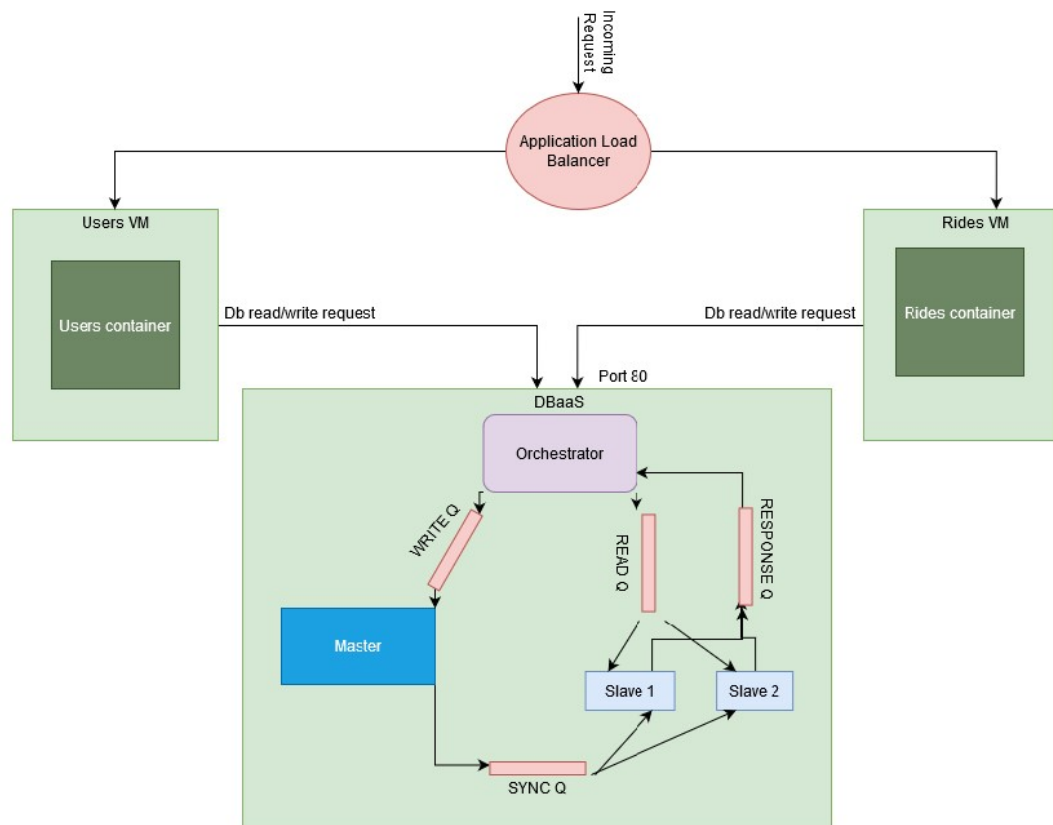 Incoming
Request
Application Load
Balancer
Users VM
Rides VM
Users container
Rides container
Db read/write request
Db read/write request
Port 80
DBaaS
Orchestrator
WRITE Q
READ Q
RESPONSE Q
Master
Slave 1
Slave 2
SYNC Q